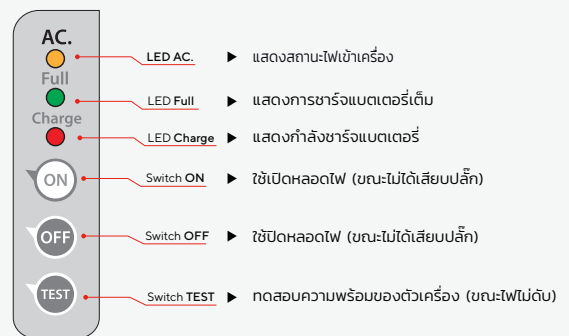 AC.
Full
Charge
ON
OFF
TEST
LED AC. ▶ แสดงสถานะไฟเข้าเครื่อง
LED Full ▶ แสดงการชาร์จแบตเตอรี่เต็ม
LED Charge ▶ แสดงกำลังชาร์จแบตเตอรี่
Switch ON ▶ ใช้เปิดหลอดไฟ (ขณะไม่ได้เสียบปลั๊ก)
Switch OFF ▶ ใช้ปิดหลอดไฟ (ขณะไม่ได้เสียบปลั๊ก)
Switch TEST ▶ ทดสอบความพร้อมของตัวเครื่อง (ขณะไฟไม่ดับ)